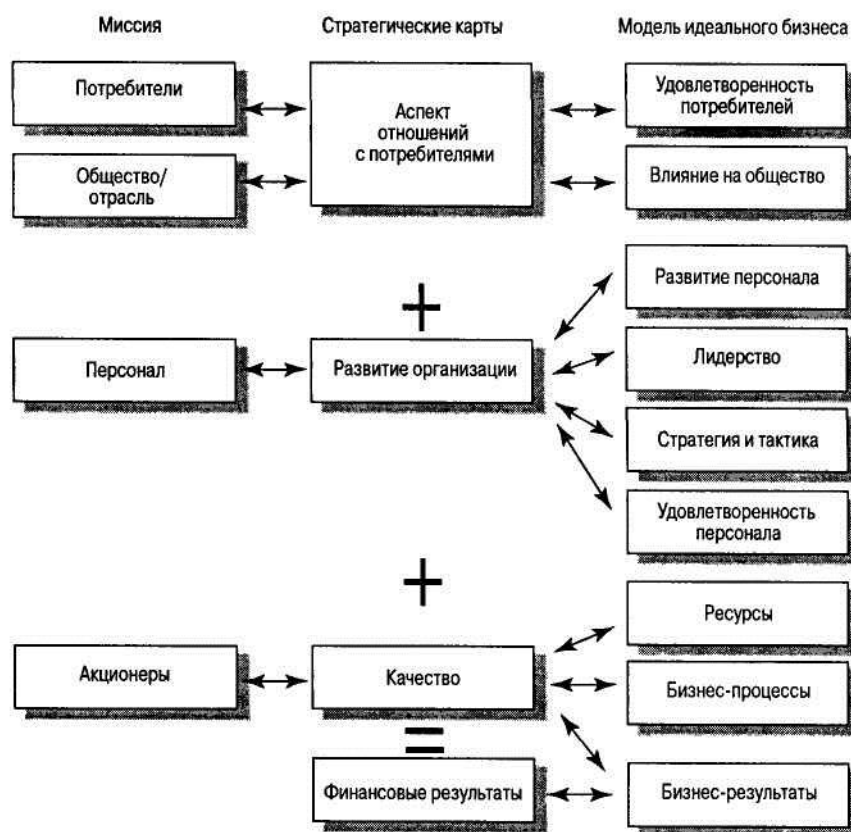 Миссия
Стратегические карты
Модель идеального бизнеса
Потребители
Аспект
отношений
с потребителями
Удовлетворенность
потребителей
Общество/
отрасль
Влияние на общество
+
Развитие персонала
Персонал
Развитие организации
Лидерство
Стратегия и тактика
Удовлетворенность
персонала
+
Ресурсы
Акционеры
Качество
Бизнес-процессы
=
Финансовые результаты
Бизнес-результаты